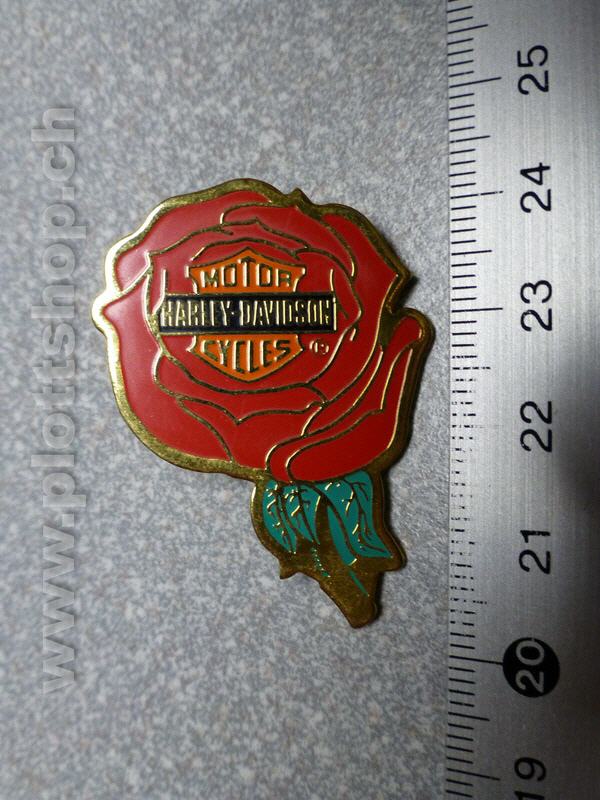 MOTOR
HARLEY-DAVIDSON
CYCLES ®
www.plottshop.ch
25
24
23
22
21
20
19